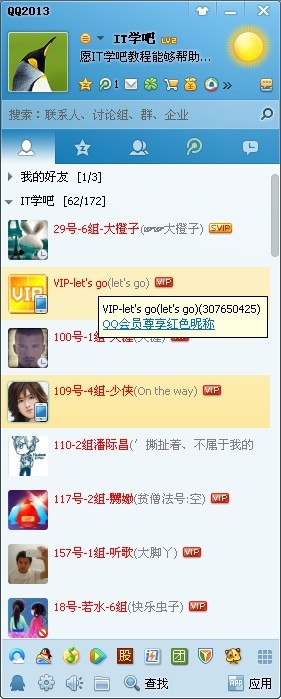 QQ2013
IT学吧 LV2
愿IT学吧教程能够帮助...
1
搜索：联系人、讨论组、群、企业
我的好友 [1/3]
IT学吧 [62/172]
29号-6组-大橙子(大橙子) SVIP
VIP-let's go(let's go) VIP
VIP-let's go(let's go)(307650425)
QQ会员尊享红色昵称
100号-1组-大涯(大涯) VIP
109号-4组-少侠(On the way) VIP
110-2组潘际昌(′撕扯着、不属于我的
117号-2组-(贫僧法号:空) VIP
157号-1组-听歌(大脚丫) VIP
18号-若水-6组(快乐虫子) VIP
查找
应用